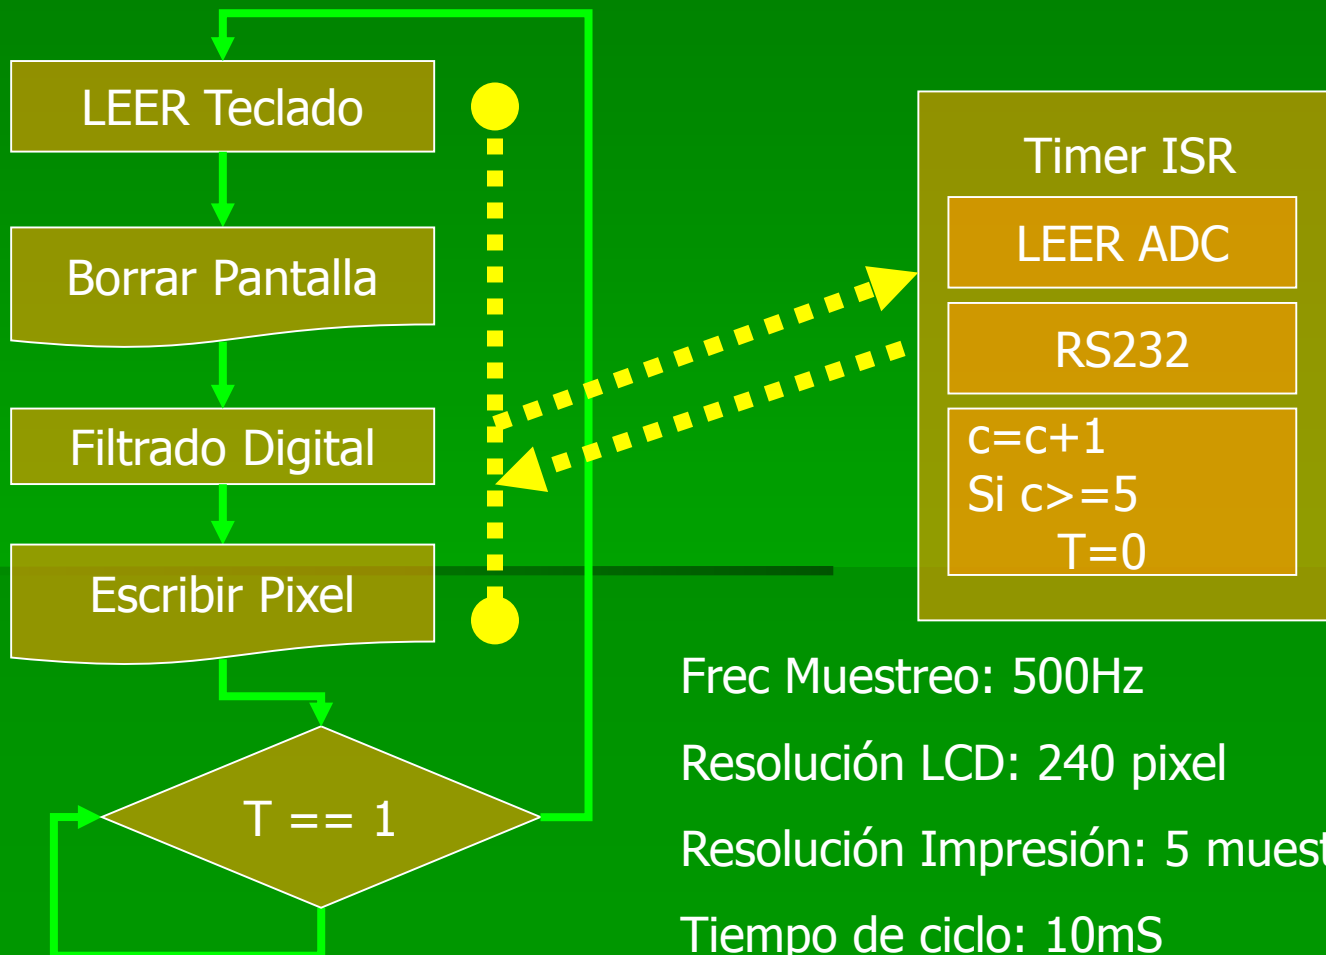 LEER Teclado
Borrar Pantalla
Filtrado Digital
Escribir Pixel
T == 1
Timer ISR
LEER ADC
RS232
c=c+1
Si c>=5
T=0
Frec Muestreo: 500Hz
Resolución LCD: 240 pixel
Resolución Impresión: 5
Tiempo de ciclo: 10mS